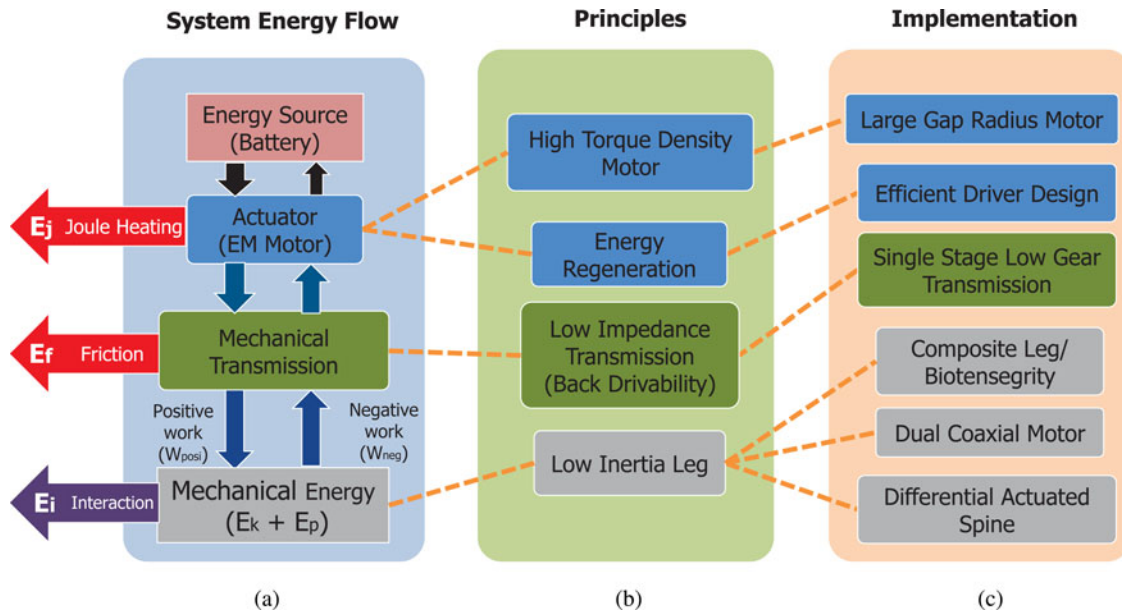 System Energy Flow
Energy Source
(Battery)
Actuator
(EM Motor)
Ej Joule Heating
Mechanical
Transmission
Ef Friction
Positive
work
(Wposi)
Negative
work
(Wneg)
Mechanical Energy
(Ek + Ep)
Ei Interaction
(a)
Principles
High Torque Density
Motor
Energy
Regeneration
Low Impedance
Transmission
(Back Drivability)
Low Inertia Leg
(b)
Implementation
Large Gap Radius Motor
Efficient Driver Design
Single Stage Low Gear
Transmission
Composite Leg/
Biotensegrity
Dual Coaxial Motor
Differential Actuated
Spine
(c)